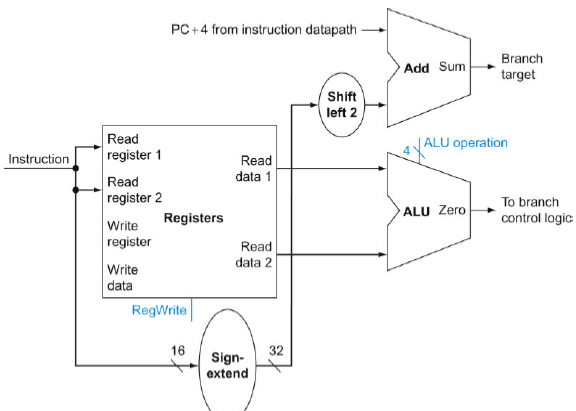 PC+4 from instruction datapath
Add Sum
Branch
target
Shift
left 2
ALU operation
4
Instruction
Read
register 1
Read
data 1
Read
register 2
Registers
ALU Zero
To branch
control logic
Write
register
Read
data 2
Write
data
RegWrite
16
Sign-
extend
32